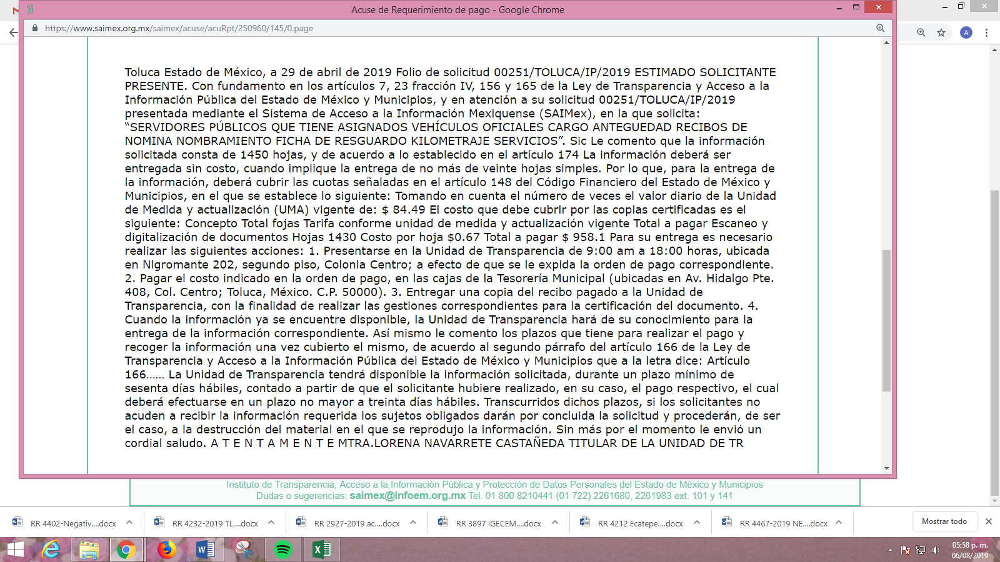 Acuse de Requerimiento de pago - Google Chrome
https://www.saimex.org.mx/saimex/acuse/acuRpt/250960/145/0.page
A
Toluca Estado de México, a 29 de abril de 2019 Folio de solicitud 00251/TOLUCA/IP/2019 ESTIMADO SOLICITANTE
PRESENTE. Con fundamento en los artículos 7, 23 fracción IV, 156 y 165 de la Ley de Transparencia y Acceso a la
Información Pública del Estado de México y Municipios, y en atención a su solicitud 00251/TOLUCA/IP/2019
presentada mediante el Sistema de Acceso a la Información Mexiquense (SAIMex), en la que solicita:
“SERVIDORES PÚBLICOS QUE TIENE ASIGNADOS VEHÍCULOS OFICIALES CARGO ANTEGUEDAD RECIBOS DE
NOMINA NOMBRAMIENTO FICHA DE RESGUARDO KILOMETRAJE SERVICIOS”. Sic Le comento que la información
solicitada consta de 1450 hojas, y de acuerdo a lo establecido en el artículo 174 La información deberá ser
entregada sin costo, cuando implique la entrega de no más de veinte hojas simples. Por lo que, para la entrega de
la información, deberá cubrir las cuotas señaladas en el artículo 148 del Código Financiero del Estado de México y
Municipios, en el que se establece lo siguiente: Tomando en cuenta el número de veces el valor diario de la Unidad
de Medida y actualización (UMA) vigente de: $ 84.49 El costo que debe cubrir por las copias certificadas es el
siguiente: Concepto Total fojas Tarifa conforme unidad de medida y actualización vigente Total a pagar Escaneo y
digitalización de documentos Hojas 1430 Costo por hoja $0.67 Total a pagar $ 958.1 Para su entrega es necesario
realizar las siguientes acciones: 1. Presentarse en la Unidad de Transparencia de 9:00 am a 18:00 horas, ubicada
en Nigromante 202, segundo piso, Colonia Centro; a efecto de que se le expida la orden de pago correspondiente.
2. Pagar el costo indicado en la orden de pago, en las cajas de la Tesorería Municipal (ubicadas en Av. Hidalgo Pte.
408, Col. Centro; Toluca, México. C.P. 50000). 3. Entregar una copia del recibo pagado a la Unidad de
Transparencia, con la finalidad de realizar las gestiones correspondientes para la certificación del documento. 4.
Cuando la información ya se encuentre disponible, la Unidad de Transparencia hará de su conocimiento para la
entrega de la información correspondiente. Así mismo le comento los plazos que tiene para realizar el pago y
recoger la información una vez cubierto el mismo, de acuerdo al segundo párrafo del artículo 166 de la Ley de
Transparencia y Acceso a la Información Pública del Estado de México y Municipios que a la letra dice: Artículo
166...... La Unidad de Transparencia tendrá disponible la información solicitada, durante un plazo mínimo de
sesenta días hábiles, contado a partir de que el solicitante hubiere realizado, en su caso, el pago respectivo, el cual
deberá efectuarse en un plazo no mayor a treinta días hábiles. Transcurridos dichos plazos, si los solicitantes no
acuden a recibir la información requerida los sujetos obligados darán por concluida la solicitud y procederán, de ser
el caso, a la destrucción del material en el que se reprodujo la información. Sin más por el momento le envió un
cordial saludo. A T E N T A M E N T E MTRA.LORENA NAVARRETE CASTAÑEDA TITULAR DE LA UNIDAD DE TR
Instituto de Transparencia, Acceso a la Información Pública y Protección de Datos Personales del Estado de México y Municipios
Dudas o sugerencias: saimex@infoem.org.mx Tel. 01 800 8210441 (01 722) 2261680, 2261983 ext. 101 y 141
RR 4402-Negativ....docx
RR 4232-2019 TL....docx
RR 2927-2019 ac....docx
RR 3897 IGECEM....docx
RR 4212 Ecatepe....docx
RR 4467-2019 NE....docx
Mostrar todo
05:58 p. m.
06/08/2019